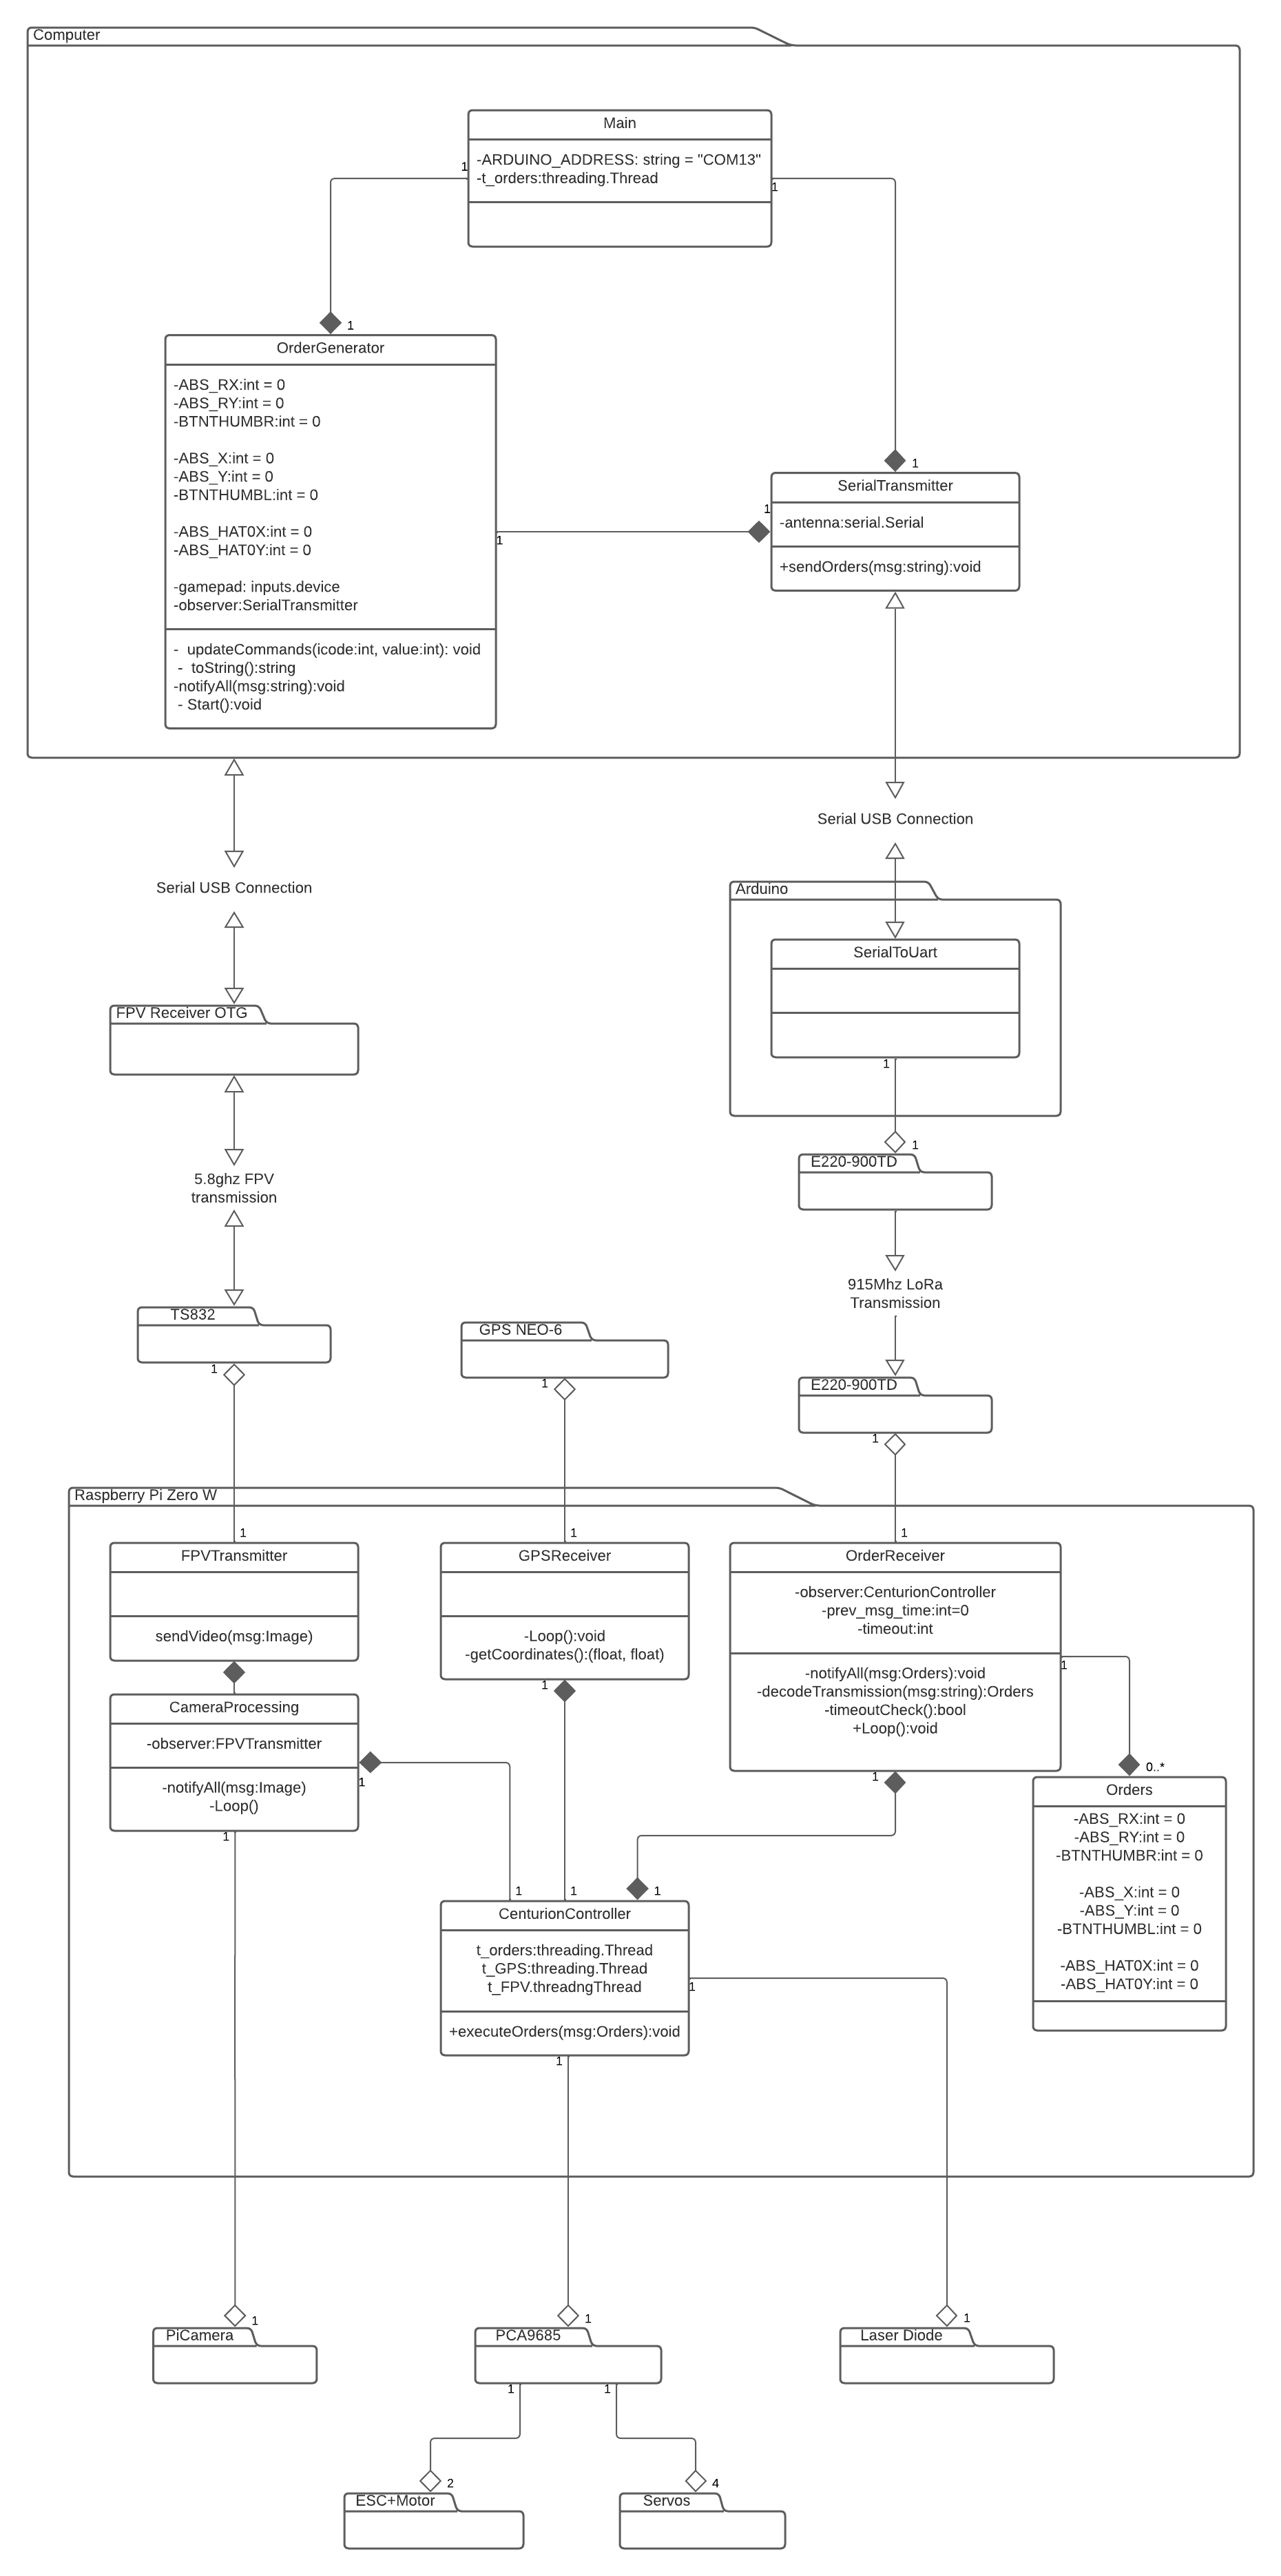 Computer
Main
-ARDUINO_ADDRESS: string = "COM13"
-t_orders:threading.Thread
1
1
1
OrderGenerator
-ABS_RX:int = 0
-ABS_RY:int = 0
-BTNTHUMBR:int = 0
-ABS_X:int = 0
-ABS_Y:int = 0
-BTNTHUMBL:int = 0
-ABS_HAT0X:int = 0
-ABS_HAT0Y:int = 0
-gamepad: inputs.device
-observer:SerialTransmitter
- updateCommands(icode:int, value:int): void
- toString():string
-notifyAll(msg:string):void
- Start():void
1
1
1
SerialTransmitter
-antenna:serial.Serial
+sendOrders(msg:string):void
Serial USB Connection
Serial USB Connection
Arduino
SerialToUart
1
1
FPV Receiver OTG
5.8ghz FPV
transmission
E220-900TD
915Mhz LoRa
Transmission
TS832
1
GPS NEO-6
1
E220-900TD
1
Raspberry Pi Zero W
1
FPVTransmitter
sendVideo(msg:Image)
1
GPSReceiver
-Loop():void
-getCoordinates():(float, float)
1
1
OrderReceiver
-observer:CenturionController
-prev_msg_time:int=0
-timeout:int
-notifyAll(msg:Orders):void
-decodeTransmission(msg:string):Orders
-timeoutCheck():bool
+Loop():void
1
1
0..*
CameraProcessing
-observer:FPVTransmitter
-notifyAll(msg:Image)
-Loop()
1
1
Orders
-ABS_RX:int = 0
-ABS_RY:int = 0
-BTNTHUMBR:int = 0
-ABS_X:int = 0
-ABS_Y:int = 0
-BTNTHUMBL:int = 0
-ABS_HAT0X:int = 0
-ABS_HAT0Y:int = 0
1
1
1
CenturionController
t_orders:threading.Thread
t_GPS:threading.Thread
t_FPV.threadngThread
+executeOrders(msg:Orders):void
1
1
1
PiCamera
1
PCA9685
1
Laser Diode
1
1
2
ESC+Motor
4
Servos